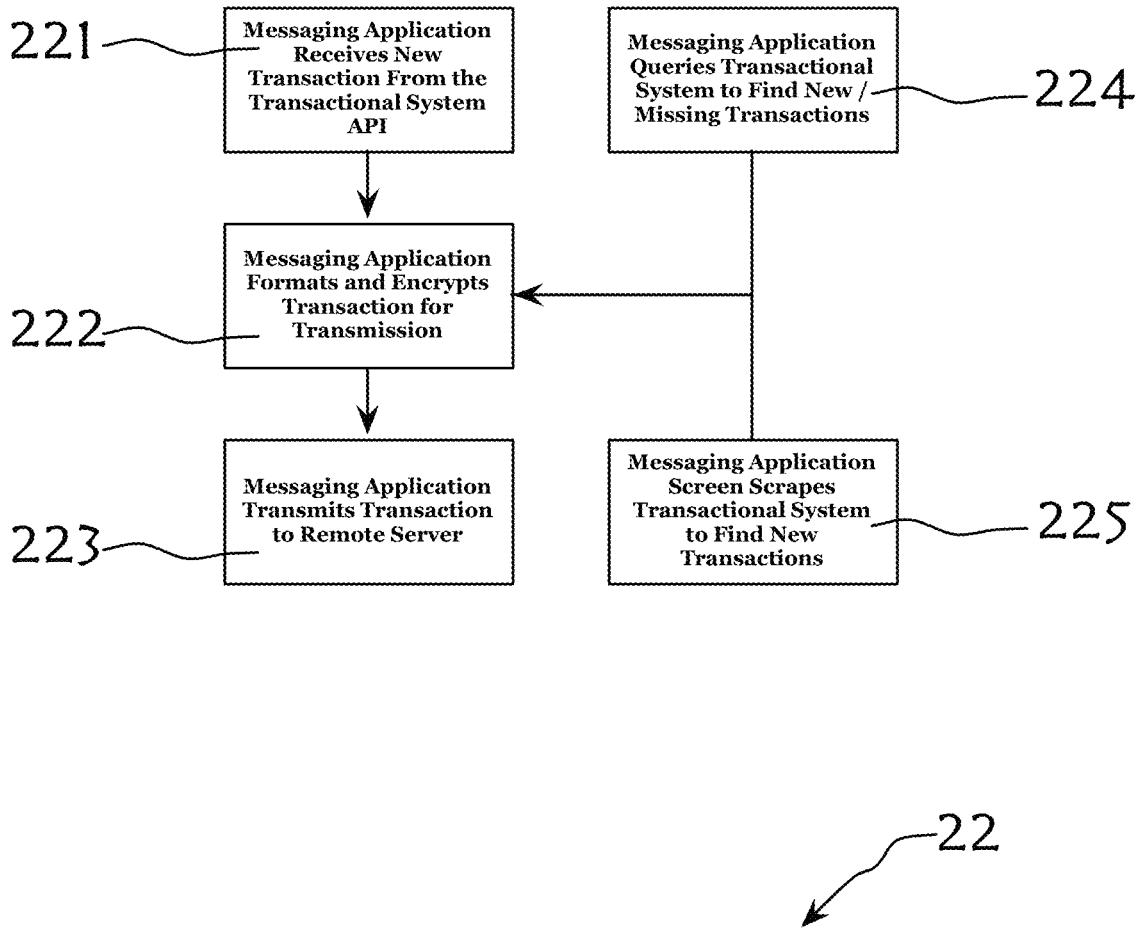 221
Messaging Application
Receives New
Transaction From the
Transactional System
API
Messaging Application
Queries Transactional
System to Find New /
Missing Transactions
224
222
Messaging Application
Formats and Encrypts
Transaction for
Transmission
223
Messaging Application
Transmits Transaction
to Remote Server
Messaging Application
Screen Scrapes
Transactional System
to Find New
Transactions
225
22